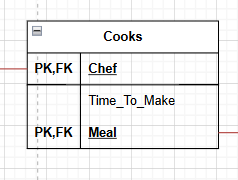 Cooks
PK,FK Chef
Time_To_Make
PK,FK Meal